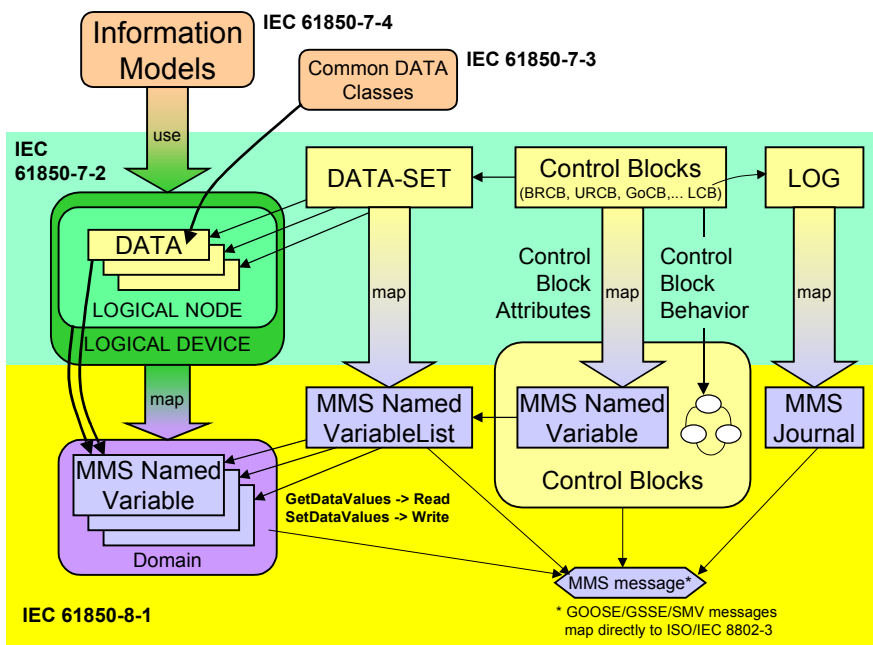 Information
Models
IEC 61850-7-4
Common DATA
Classes
IEC 61850-7-3
use
IEC
61850-7-2
DATA-SET
Control Blocks
(BRCB, URCB, GoCB,... LCB)
LOG
DATA
LOGICAL NODE
LOGICAL DEVICE
map
Control
Block
Attributes
map
Control
Block
Behavior
map
map
MMS Named
VariableList
MMS Named
Variable
MMS
Journal
Control Blocks
MMS Named
Variable
Domain
GetDataValues -> Read
SetDataValues -> Write
MMS message*
* GOOSE/GSSE/SMV messages
map directly to ISO/IEC 8802-3
IEC 61850-8-1